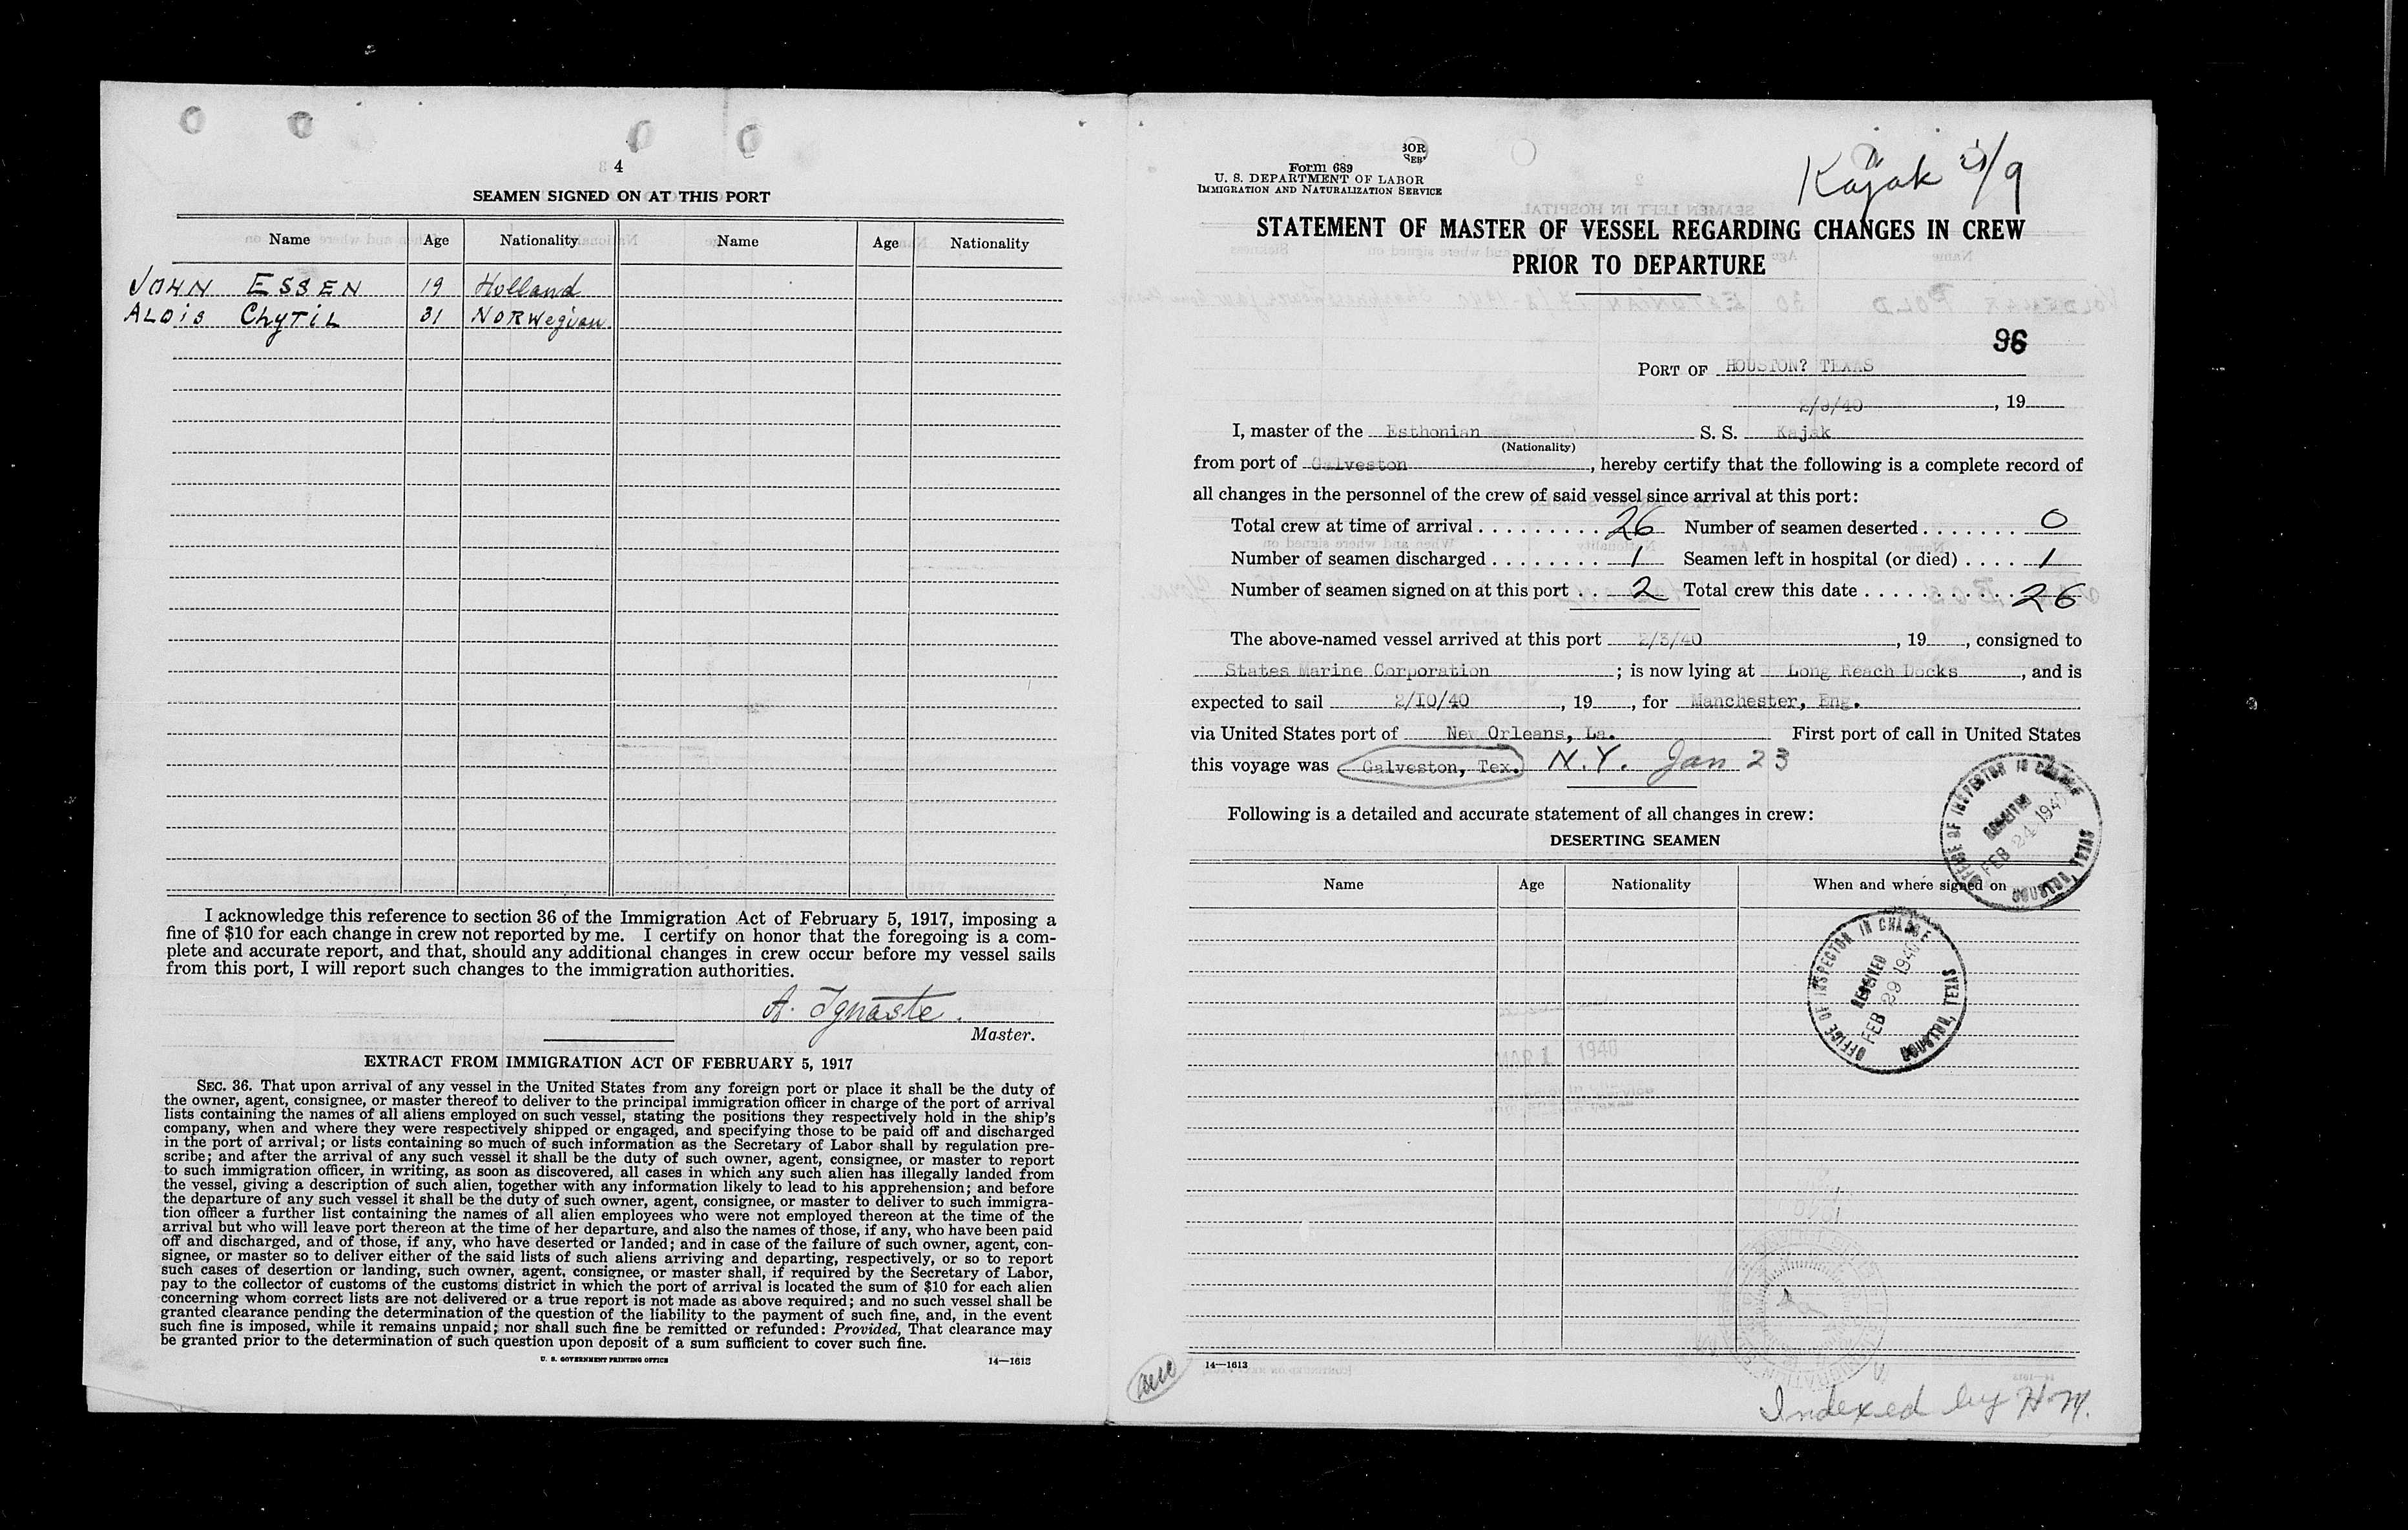 4
SEAMEN SIGNED ON AT THIS PORT
Name Age Nationality Name Age Nationality
JOHN ESSEN 19 Holland
ALOIS ChyTiL 31 NORWegian
I acknowledge this reference to section 36 of the Immigration Act of February 5, 1917, imposing a
fine of $10 for each change in crew not reported by me. I certify on honor that the foregoing is a com-
plete and accurate report, and that, should any additional changes in crew occur before my vessel sails
from this port, I will report such changes to the immigration authorities.
A. Ignaste.
Master.
EXTRACT FROM IMMIGRATION ACT OF FEBRUARY 5, 1917
SEC. 36. That upon arrival of any vessel in the United States from any foreign port or place it shall be the duty of
the owner, agent, consignee, or master thereof to deliver to the principal immigration officer in charge of the port of arrival
lists containing the names of all aliens employed on such vessel, stating the positions they respectively hold in the ship's
company, when and where they were respectively shipped or engaged, and specifying those to be paid off and discharged
in the port of arrival; or lists containing so much of such information as the Secretary of Labor shall by regulation pre-
scribe; and after the arrival of any such vessel it shall be the duty of such owner, agent, consignee, or master to report
to such immigration officer, in writing, as soon as discovered, all cases in which any such alien has illegally landed from
the vessel, giving a description of such alien, together with any information likely to lead to his apprehension; and before
the departure of any such vessel it shall be the duty of such owner, agent, consignee, or master to deliver to such immigra-
tion officer a further list containing the names of all alien employees who were not employed thereon at the time of the
arrival but who will leave port thereon at the time of her departure, and also the names of those, if any, who have been paid
off and discharged, and of those, if any, who have deserted or landed; and in case of the failure of such owner, agent, con-
signee, or master so to deliver either of the said lists of such aliens arriving and departing, respectively, or so to report
such cases of desertion or landing, such owner, agent, consignee, or master shall, if required by the Secretary of Labor,
pay to the collector of customs of the customs district in which the port of arrival is located the sum of $10 for each alien
concerning whom correct lists are not delivered or a true report is not made as above required; and no such vessel shall be
granted clearance pending the determination of the question of the liability to the payment of such fine, and, in the event
such fine is imposed, while it remains unpaid; nor shall such fine be remitted or refunded: Provided, That clearance may
be granted prior to the determination of such question upon deposit of a sum sufficient to cover such fine.
U. S. GOVERNMENT PRINTING OFFICE 14—1613
Form 689
U. S. DEPARTMENT OF LABOR
IMMIGRATION AND NATURALIZATION SERVICE
Kajak
STATEMENT OF MASTER OF VESSEL REGARDING CHANGES IN CREW
PRIOR TO DEPARTURE
96
PORT OF HOUSTON? TEXAS
2/9/40, 19
I, master of the Esthonian S. S. Kajak
(Nationality)
from port of Galveston, hereby certify that the following is a complete record of
all changes in the personnel of the crew of said vessel since arrival at this port:
Total crew at time of arrival 26 Number of seamen deserted 0
Number of seamen discharged 1 Seamen left in hospital (or died) 1
Number of seamen signed on at this port 2 Total crew this date 26
The above-named vessel arrived at this port 2/3/40, 19, consigned to
States Marine Corporation; is now lying at Long Reach Docks, and is
expected to sail 2/10/40, 19, for Manchester, Eng.
via United States port of New Orleans, La. First port of call in United States
this voyage was Galveston, Tex. N.Y. Jan 23
Following is a detailed and accurate statement of all changes in crew:
DESERTING SEAMEN
Name Age Nationality When and where signed on
OFFICE OF INSPECTOR IN CHARGE
RECEIVED
FEB 24 194
HOUSTON, TEXAS
OFFICE OF INSPECTOR IN CHARGE
RECEIVED
FEB 29 1940
HOUSTON, TEXAS
MAR 1 1940
14—1613
Indexed by H.M.